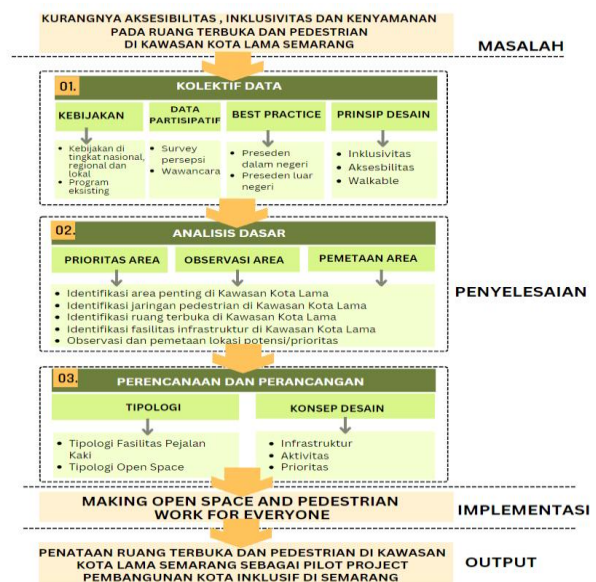 KURANGNYA AKSESIBILITAS , INKLUSIVITAS DAN KENYAMANAN
PADA RUANG TERBUKA DAN PEDESTRIAN
DI KAWASAN KOTA LAMA SEMARANG
MASALAH
01.
KOLEKTIF DATA
KEBIJAKAN
• Kebijakan di
tingkat nasional,
regional dan
lokal
• Program
eksisting
DATA
PARTISIPATIF
• Survey
persepsi
• Wawancara
BEST PRACTICE
• Preseden
dalam negeri
• Preseden luar
negeri
PRINSIP DESAIN
• Inklusivitas
• Aksesbilitas
• Walkable
02.
ANALISIS DASAR
PRIORITAS AREA
OBSERVASI AREA
PEMETAAN AREA
• Identifikasi area penting di Kawasan Kota Lama
• Identifikasi jaringan pedestrian di Kawasan Kota Lama
• Identifikasi ruang terbuka di Kawasan Kota Lama
• Identifikasi fasilitas infrastruktur di Kawasan Kota Lama
• Observasi dan pemetaan lokasi potensi/prioritas
PENYELESAIAN
03.
PERENCANAAN DAN PERANCANGAN
TIPOLOGI
• Tipologi Fasilitas Pejalan
Kaki
• Tipologi Open Space
KONSEP DESAIN
• Infrastruktur
• Aktivitas
• Prioritas
MAKING OPEN SPACE AND PEDESTRIAN
WORK FOR EVERYONE
IMPLEMENTASI
PENATAAN RUANG TERBUKA DAN PEDESTRIAN DI KAWASAN
KOTA LAMA SEMARANG SEBAGAI PILOT PROJECT
PEMBANGUNAN KOTA INKLUSIF DI SEMARANG
OUTPUT